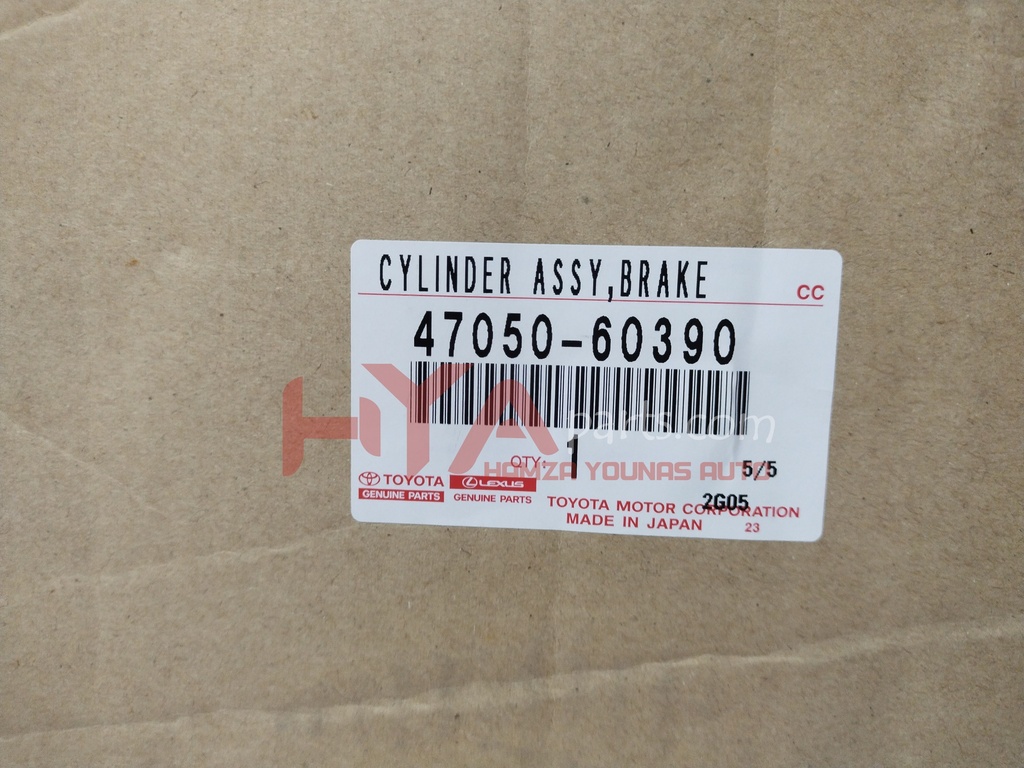 CYLINDER ASSY,BRAKE
CC
47050-60390
HYA parts.com
HAMZA YOUNAS AUTO
QTY: 1
5/5
TOYOTA
GENUINE PARTS
LEXUS
GENUINE PARTS
2G05
TOYOTA MOTOR CORPORATION
MADE IN JAPAN
23